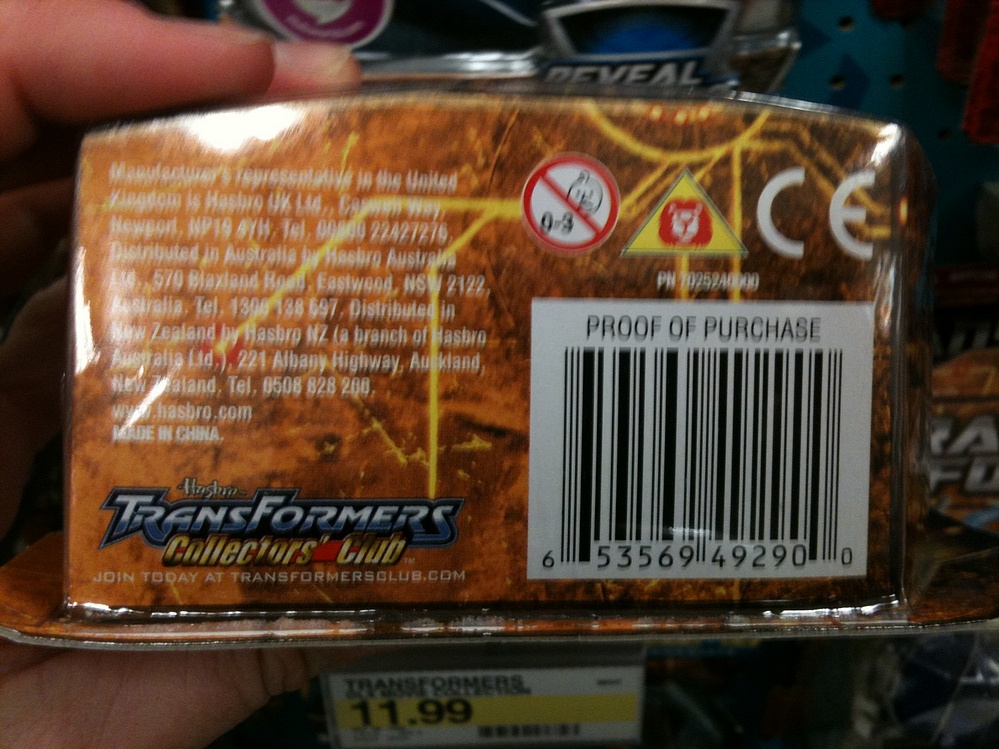 REVEAL
Manufacturer's representative in the United
Kingdom is Hasbro UK Ltd., Caswell Way,
Newport, NP19 4YH. Tel. 00800 22427276.
Distributed in Australia by Hasbro Australia
Ltd., 570 Blaxland Road, Eastwood, NSW 2122,
Australia. Tel. 1300 138 697. Distributed in
New Zealand by Hasbro NZ (a branch of Hasbro
Australia Ltd.), 221 Albany Highway, Auckland,
New Zealand. Tel. 0508 828 200.
www.hasbro.com
MADE IN CHINA.
0-3
CE
PN
PROOF OF PURCHASE
6 53569 49290 0
Hasbro
TRANSFORMERS
Collectors' Club™
JOIN TODAY AT TRANSFORMERSCLUB.COM
TRANSFORMERS
MOVIE COLLECTION
11.99